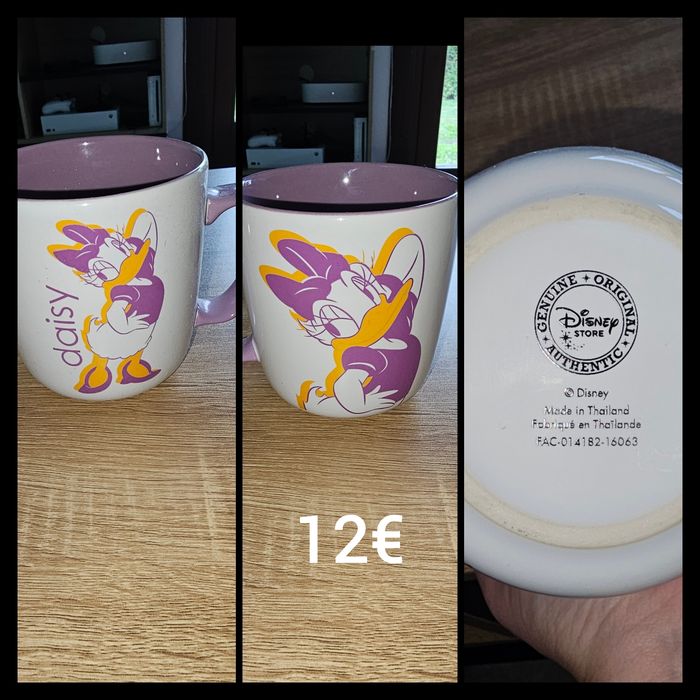 daisy
12€
GENUINE • ORIGINAL • AUTHENTIC •
Disney
STORE
© Disney
Made in Thailand
Fabriqué en Thaïlande
FAC-014182-16063